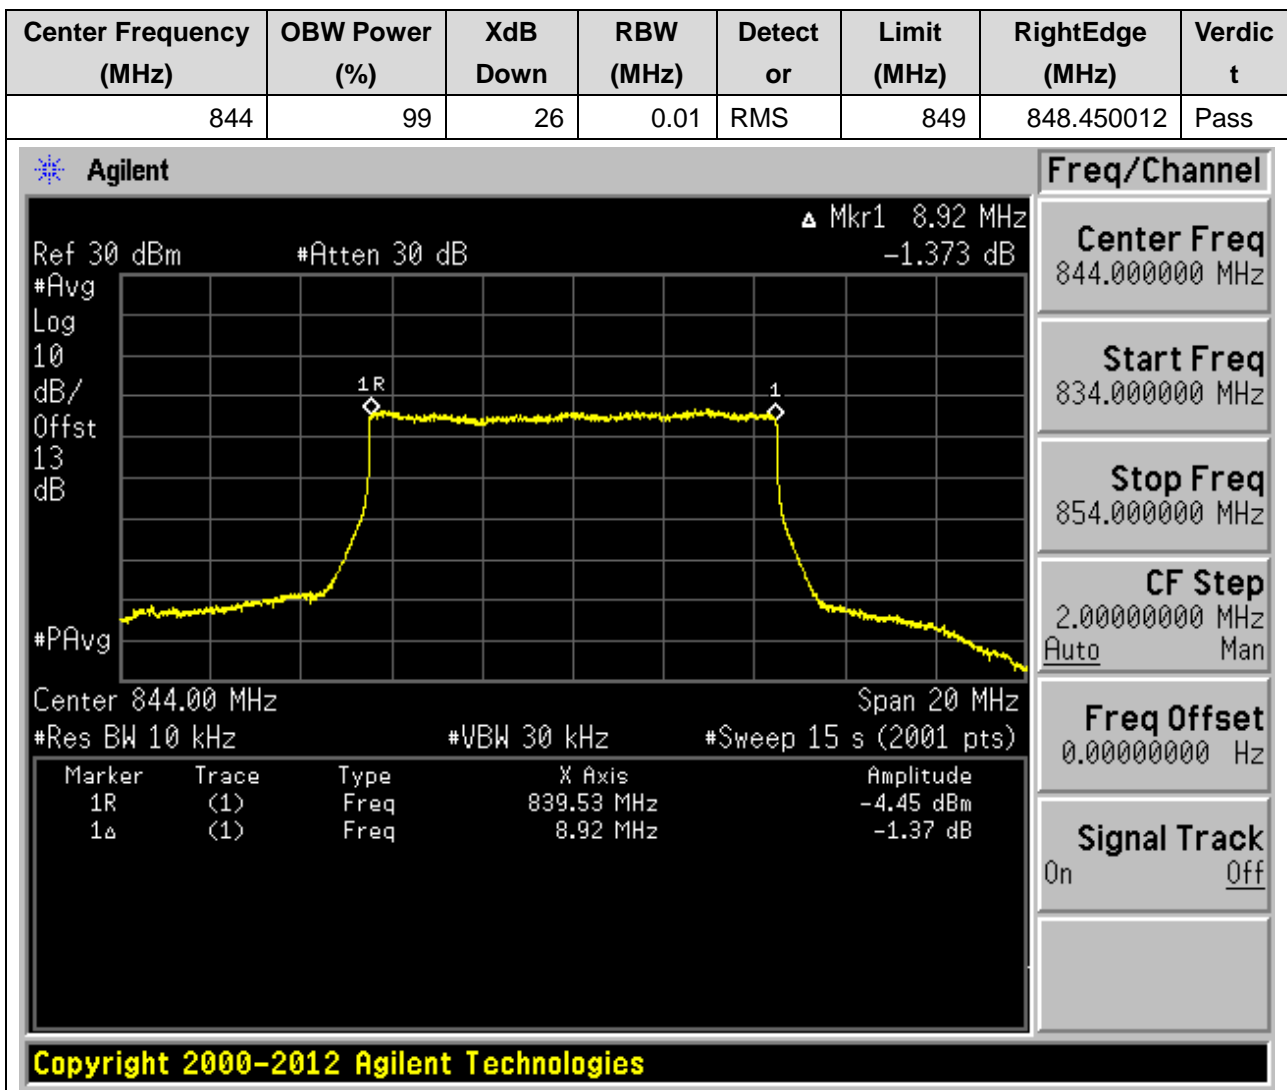 Center Frequency OBW Power XdB RBW Detect Limit RightEdge Verdic
(MHz) (%) Down (MHz) or (MHz) (MHz) t
844 99 26 0.01 RMS 849 848.450012 Pass
Agilent
Freq/Channel
Δ Mkr1 8.92 MHz
Ref 30 dBm #Atten 30 dB -1.373 dB
#Avg
Log
10
dB/
Offst
13
dB
1R
1
#PAvg
Center 844.00 MHz Span 20 MHz
#Res BW 10 kHz #VBW 30 kHz #Sweep 15 s (2001 pts)
Marker Trace Type X Axis Amplitude
1R (1) Freq 839.53 MHz -4.45 dBm
1Δ (1) Freq 8.92 MHz -1.37 dB
Center Freq
844.000000 MHz
Start Freq
834.000000 MHz
Stop Freq
854.000000 MHz
CF Step
2.00000000 MHz
Auto Man
Freq Offset
0.00000000 Hz
Signal Track
On Off
Copyright 2000-2012 Agilent Technologies